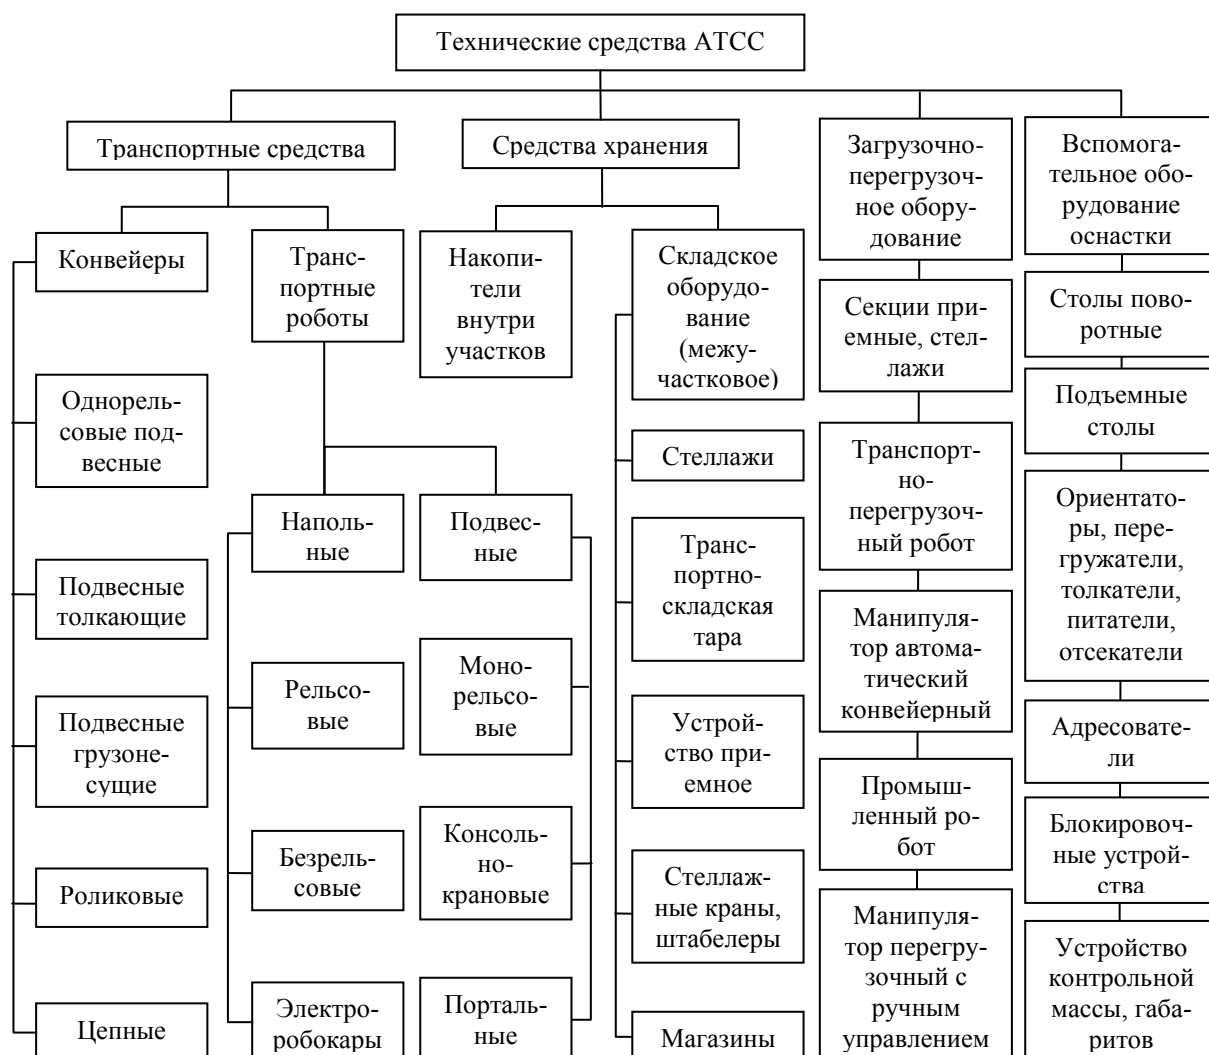 Технические средства АТСС
Транспортные средства
Средства хранения
Загрузочно-
перегрузоч-
ное обору-
дование
Вспомога-
тельное обо-
рудование
оснастки
Конвейеры
Транс-
портные
роботы
Накопи-
тели
внутри
участков
Складское
оборудо-
вание
(межу-
частковое)
Секции при-
емные, стел-
лажи
Столы пово-
ротные
Однорель-
совые под-
весные
Подъемные
столы
Стеллажи
Транспорт-
но-
перегрузоч-
ный робот
Наполь-
ные
Подвес-
ные
Ориентато-
ры, пере-
гружатели,
толкатели,
питатели,
отсекатели
Транс-
портно-
складская
тара
Подвесные
толкающие
Манипуля-
тор автома-
тический
конвейерный
Рельсо-
вые
Моно-
рельсо-
вые
Подвесные
грузоне-
сущие
Устрой-
ство при-
емное
Адресовате-
ли
Промыш-
ленный ро-
бот
Блокировоч-
ные устрой-
ства
Безрель-
совые
Консоль-
но-
крановые
Роликовые
Стеллаж-
ные краны,
штабелеры
Манипуля-
тор перегру-
зочный с
ручным
управлением
Устройство
контрольной
массы, габа-
ритов
Цепные
Электро-
робокары
Порталь-
ные
Магазины